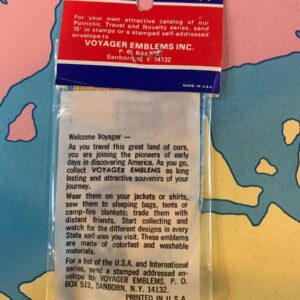 For your own attractive catalog of our
Patriotic, Travel and Novelty series, send
15¢ in stamps or a stamped self-addressed
envelope to
VOYAGER EMBLEMS INC.
P. O. BOX
Sanborn, N. Y. 14132
MADE IN U.S.A.
Welcome Voyager —
As you travel this great land of ours,
you are joining the pioneers of early
days in discovering America. As you go,
collect VOYAGER EMBLEMS as long
lasting and attractive souvenirs of your
journey.
Wear them on your jackets or shirts,
sew them to sleeping bags, tents or
camp-fire blankets; trade them with
distant friends. Start collecting and
watch for the different designs in every
State and area you visit. These emblems
are made of colorfast and washable
materials.
For a list of the U.S.A. and International
series, send a stamped addressed en-
velope to: VOYAGER EMBLEMS, P. O.
BOX 512, SANBORN, N.Y. 14132.
PRINTED IN U.S.A.